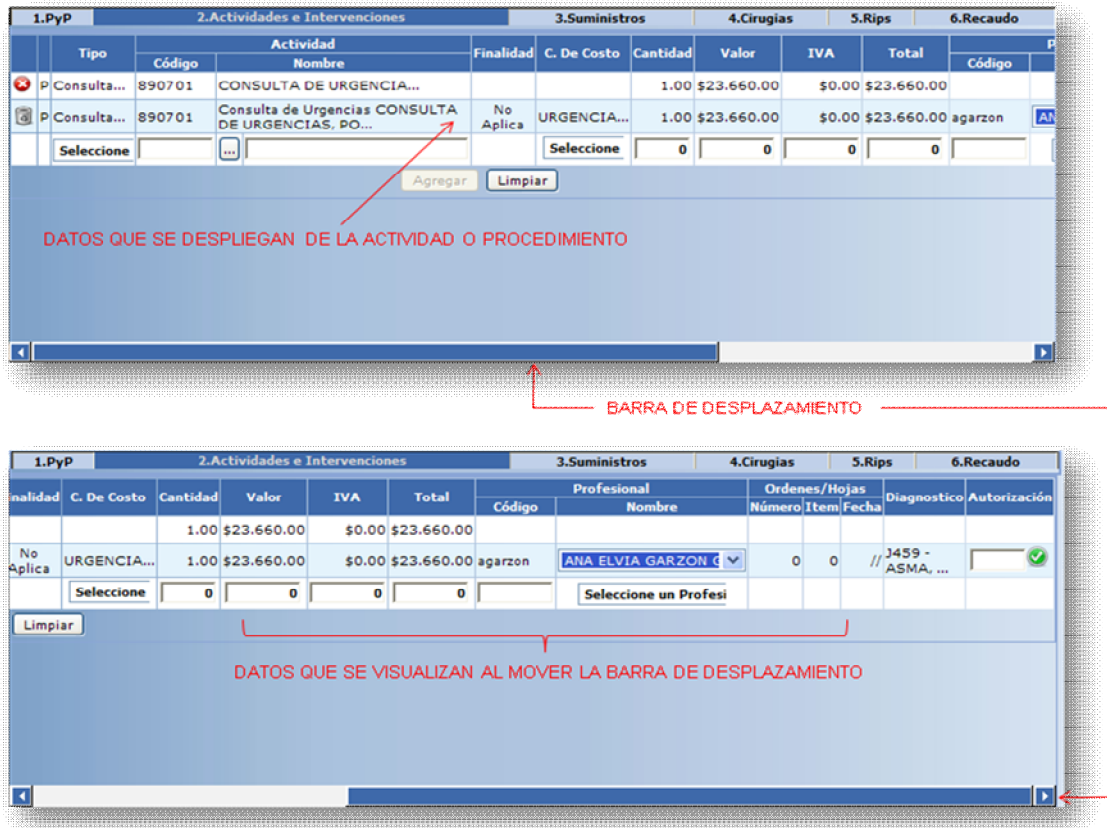 1.PyP 2.Actividades e Intervenciones 3.Suministros 4.Cirugias 5.Rips 6.Recaudo
Tipo Actividad Finalidad C. De Costo Cantidad Valor IVA Total P
Código Nombre Código
P Consulta... 890701 CONSULTA DE URGENCIA... 1.00 $23.660.00 $0.00 $23.660.00
P Consulta... 890701 Consulta de Urgencias CONSULTA DE URGENCIAS, PO... No Aplica URGENCIA... 1.00 $23.660.00 $0.00 $23.660.00 agarzon AN
Seleccione ... Seleccione 0 0 0 0
Agregar Limpiar
DATOS QUE SE DESPLIEGAN DE LA ACTIVIDAD O PROCEDIMIENTO
BARRA DE DESPLAZAMIENTO
1.PyP 2.Actividades e Intervenciones 3.Suministros 4.Cirugias 5.Rips 6.Recaudo
inalidad C. De Costo Cantidad Valor IVA Total Profesional Ordenes/Hojas Diagnostico Autorización
Código Nombre Número Item Fecha
1.00 $23.660.00 $0.00 $23.660.00
No Aplica URGENCIA... 1.00 $23.660.00 $0.00 $23.660.00 agarzon ANA ELVIA GARZON G 0 0 // J459 - ASMA, ...
Seleccione 0 0 0 0 Seleccione un Profesi
Limpiar
DATOS QUE SE VISUALIZAN AL MOVER LA BARRA DE DESPLAZAMIENTO